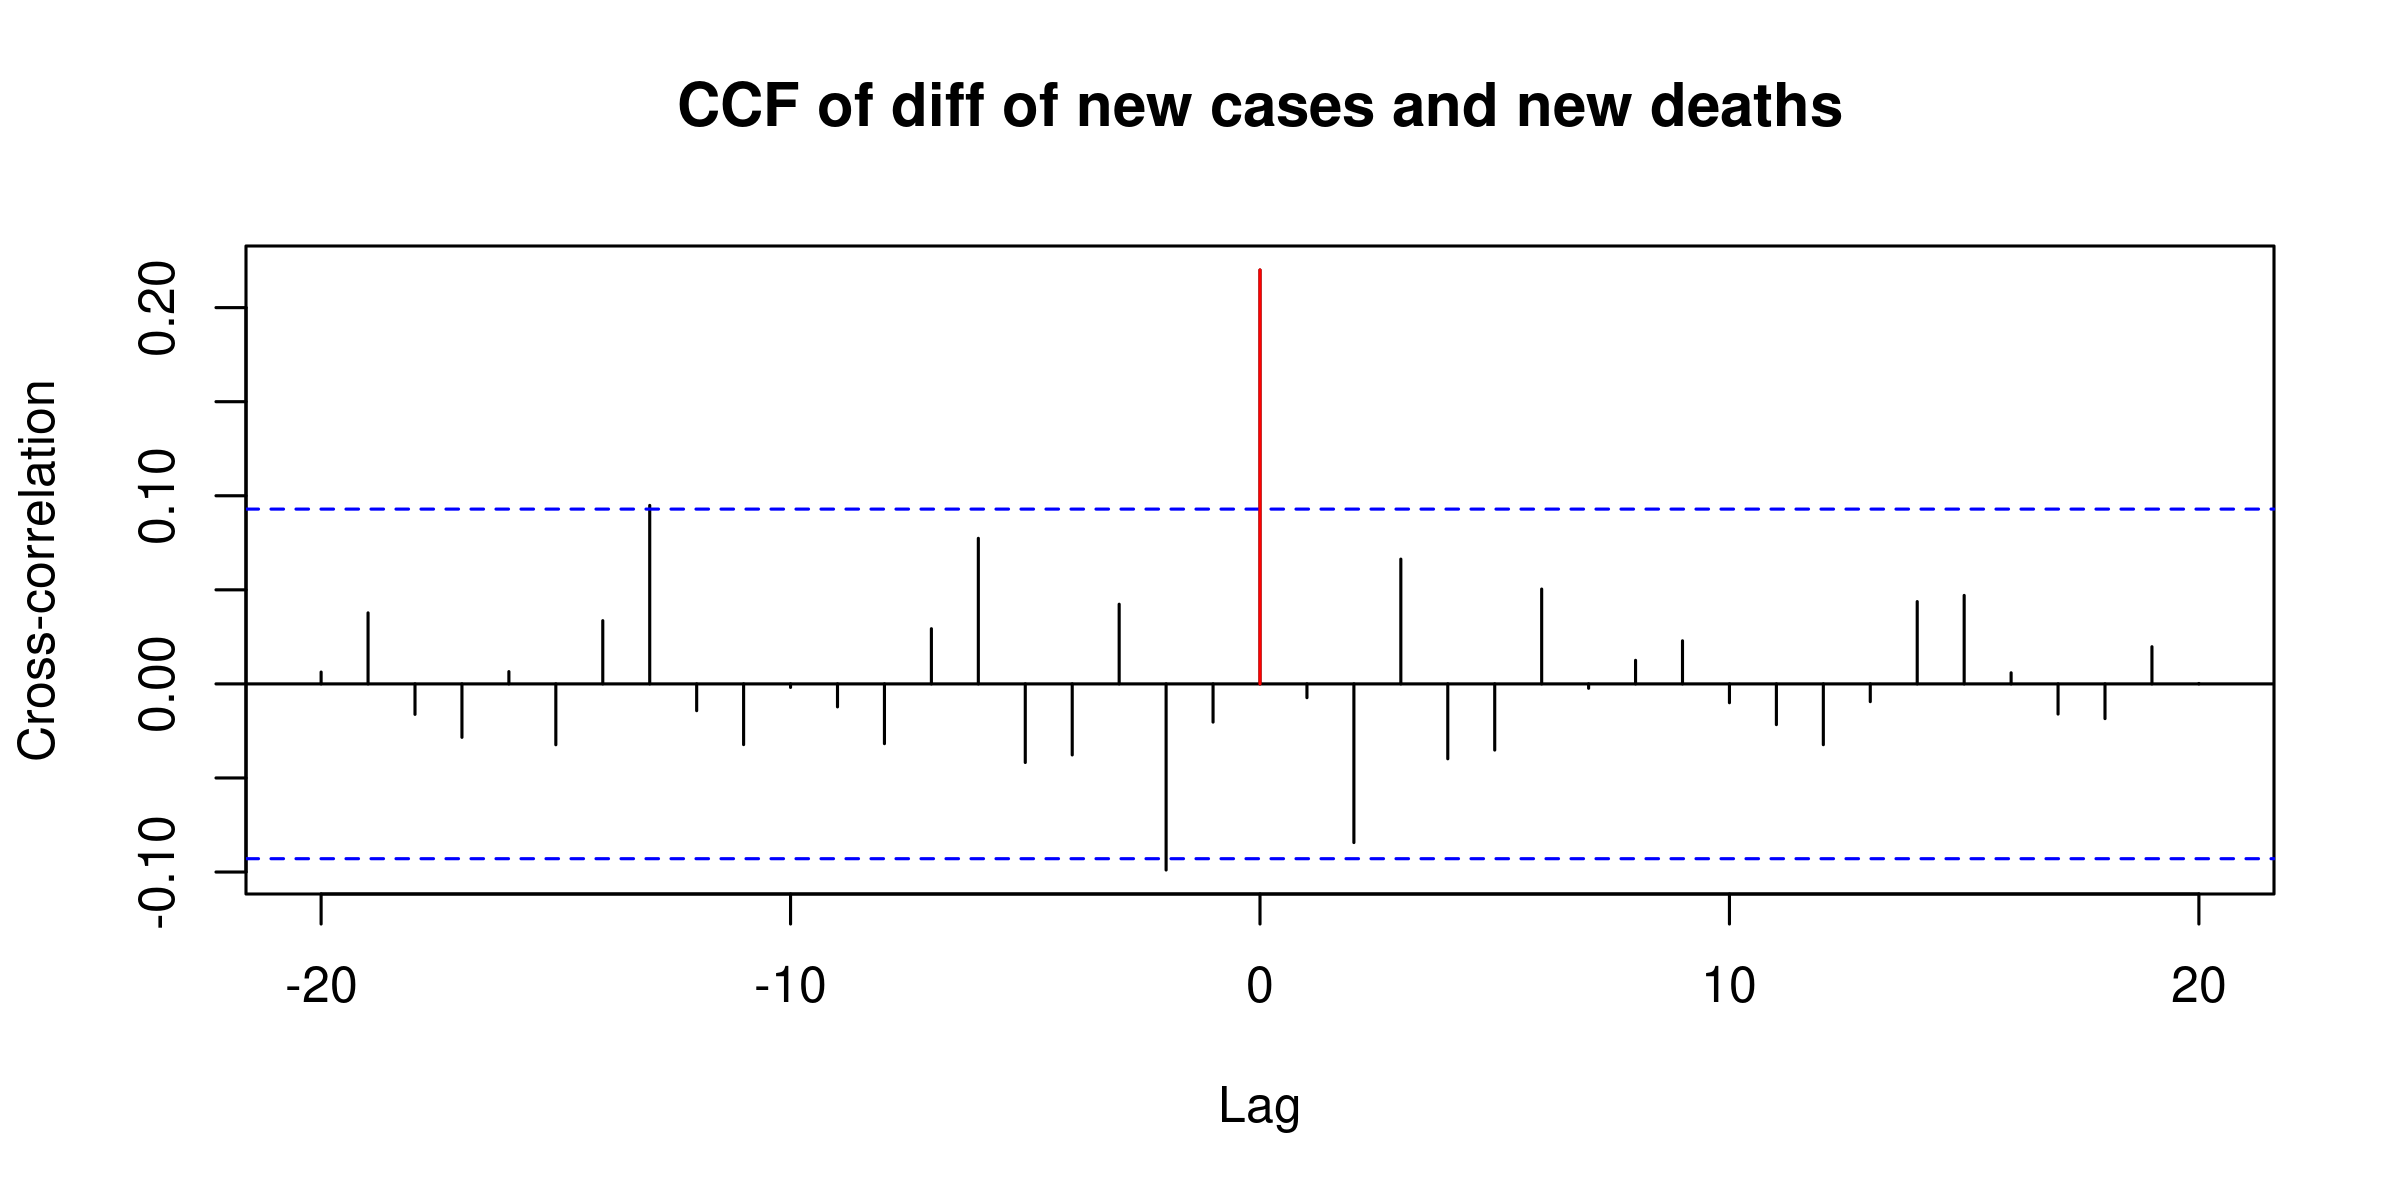 CCF of diff of new cases and new deaths
Cross-correlation
0.20
0.10
0.00
-0.10
-20 -10 0 10 20
Lag